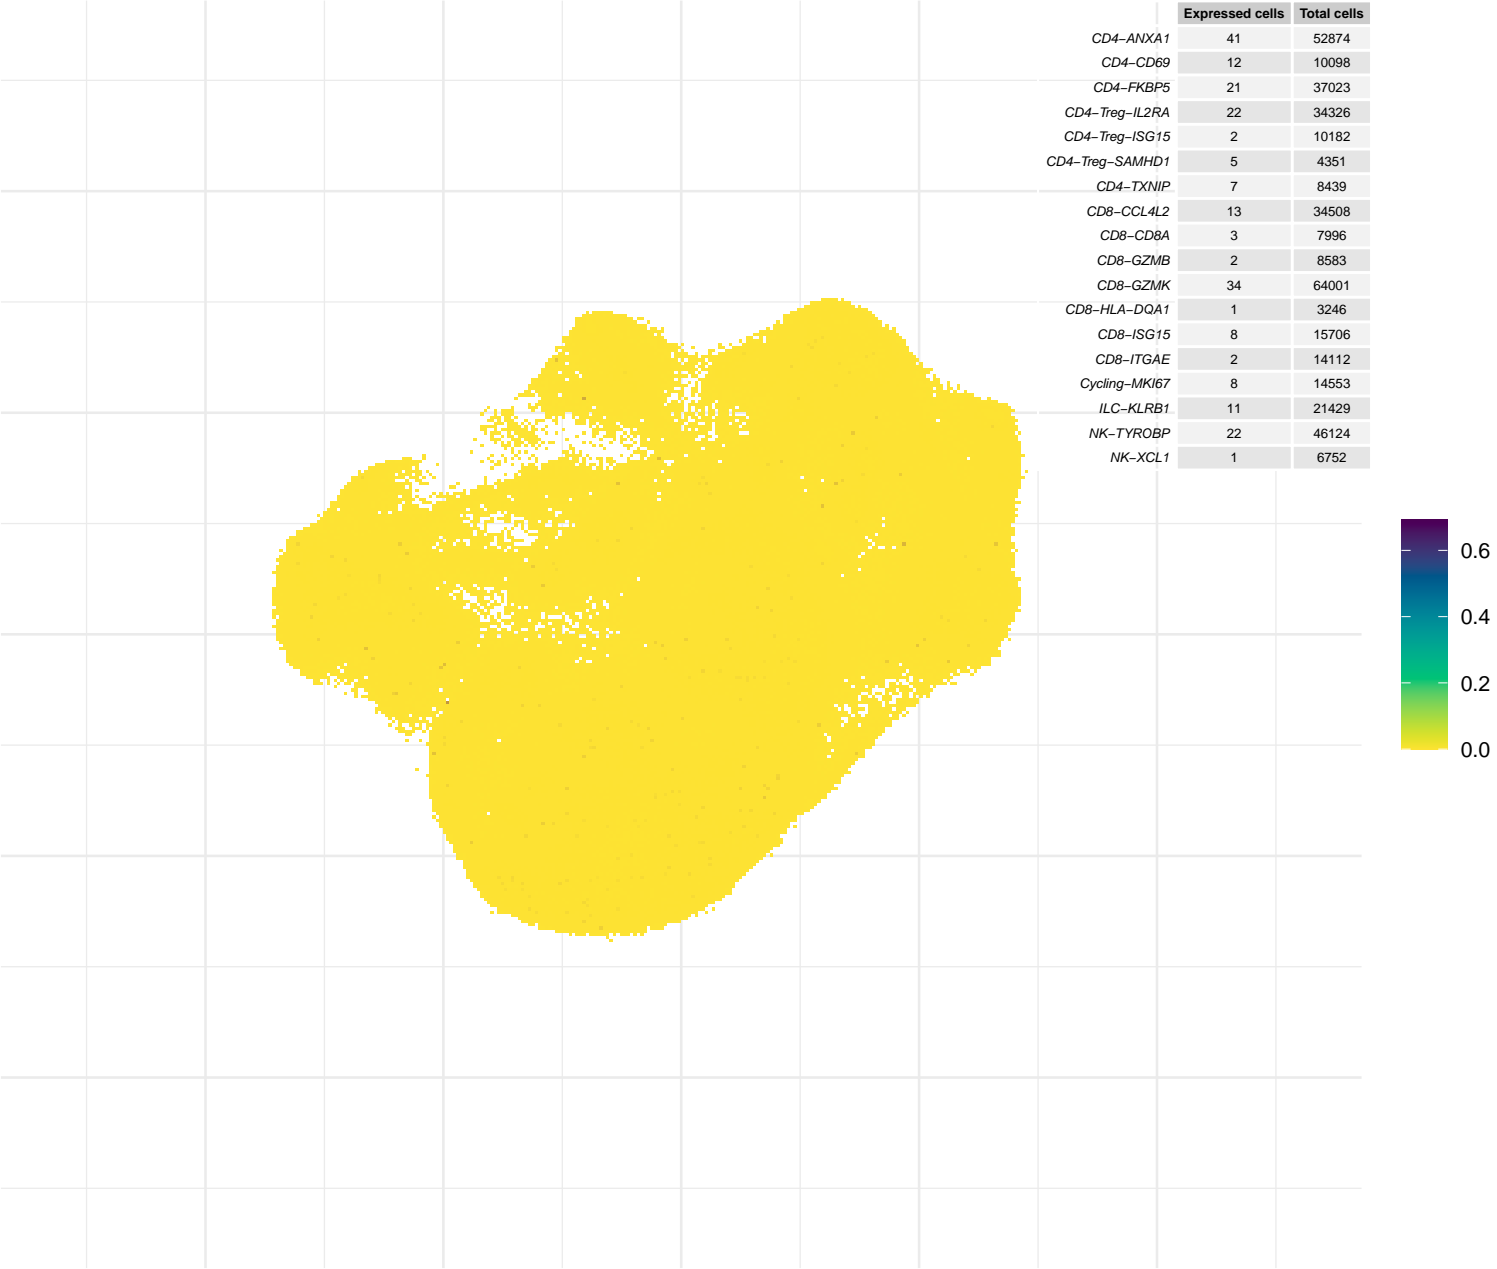 Expressed cells Total cells
CD4−ANXA1 41 52874
CD4−CD69 12 10098
CD4−FKBP5 21 37023
CD4−Treg−IL2RA 22 34326
CD4−Treg−ISG15 2 10182
CD4−Treg−SAMHD1 5 4351
CD4−TXNIP 7 8439
CD8−CCL4L2 13 34508
CD8−CD8A 3 7996
CD8−GZMB 2 8583
CD8−GZMK 34 64001
CD8−HLA−DQA1 1 3246
CD8−ISG15 8 15706
CD8−ITGAE 2 14112
Cycling−MKI67 8 14553
ILC−KLRB1 11 21429
NK−TYROBP 22 46124
NK−XCL1 1 6752
0.6
0.4
0.2
0.0